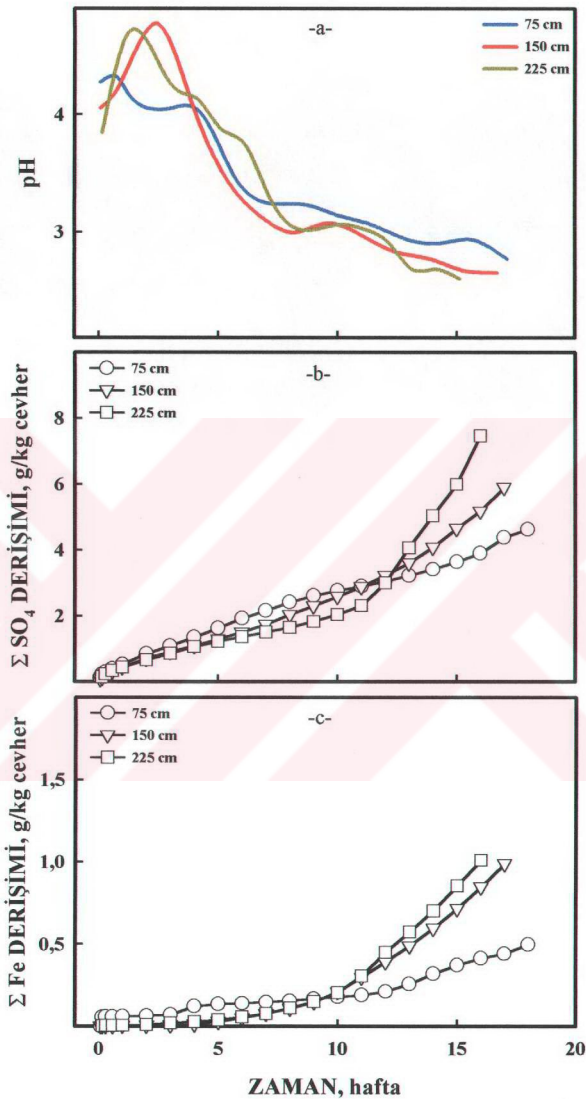 -a-
75 cm
150 cm
225 cm
4
3
pH
-b-
75 cm
150 cm
225 cm
8
6
4
2
Σ SO₄ DERİŞİMİ, g/kg cevher
-c-
75 cm
150 cm
225 cm
1,5
1,0
0,5
Σ Fe DERİŞİMİ, g/kg cevher
0 5 10 15 20
ZAMAN, hafta